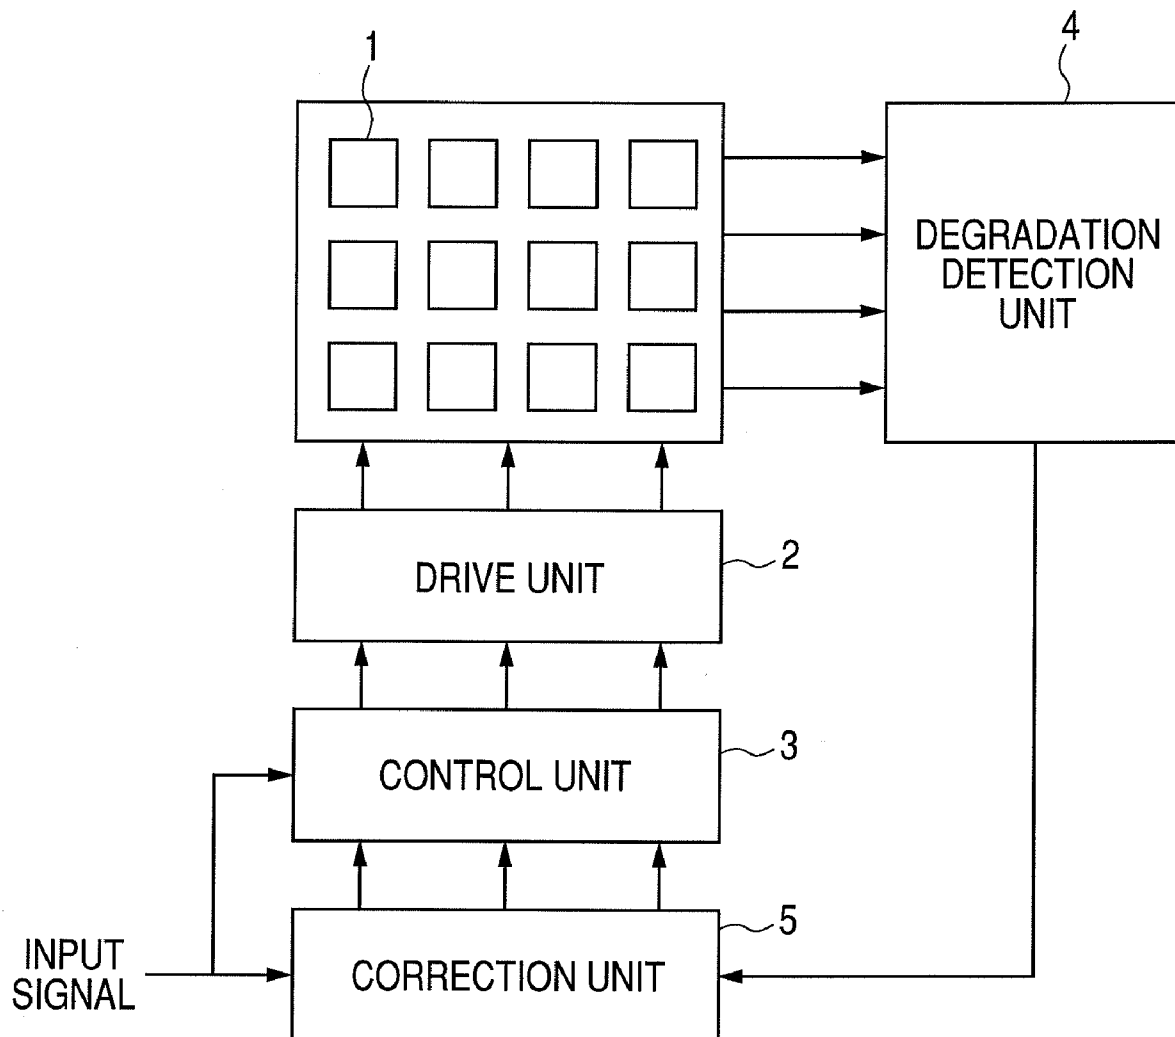 1
4
DEGRADATION
DETECTION
UNIT
DRIVE UNIT
2
CONTROL UNIT
3
INPUT
SIGNAL
CORRECTION UNIT
5